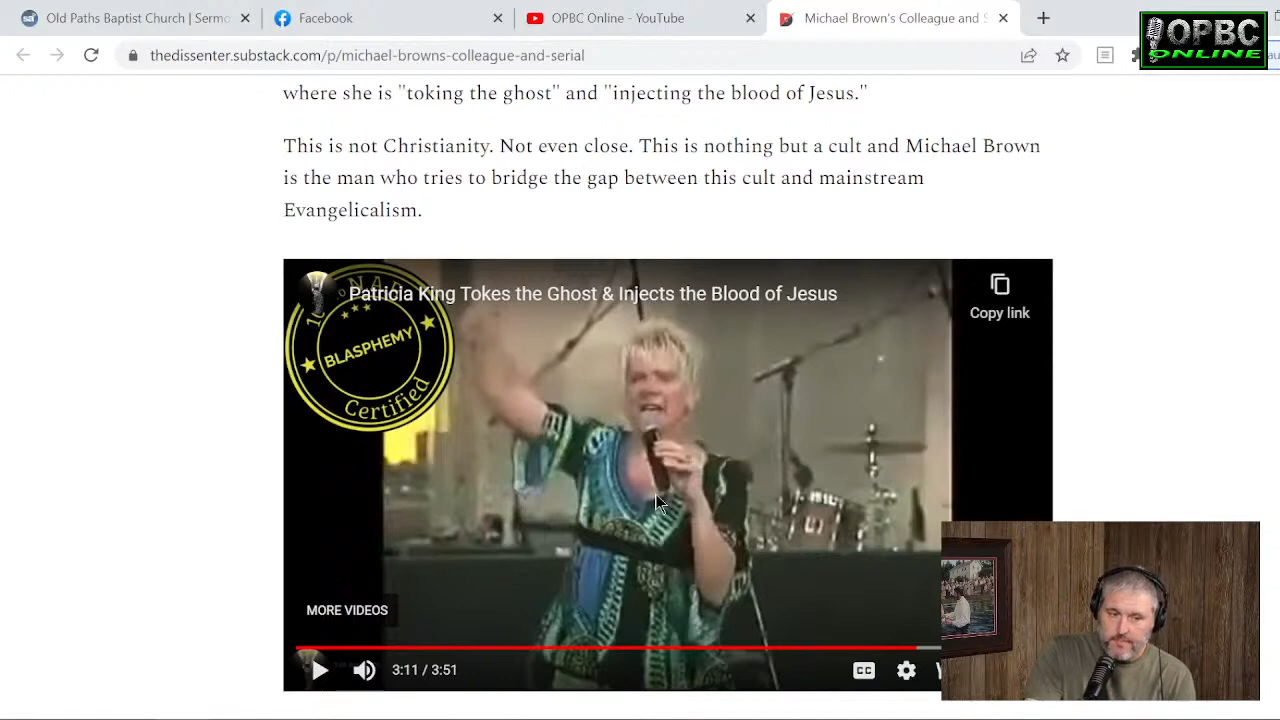 Old Paths Baptist Church | Sermo
Facebook
OPBC Online - YouTube
Michael Brown's Colleague and S
OPBC
ONLINE
thedissenter.substack.com/p/michael-browns-colleague-and-serial
where she is "toking the ghost" and "injecting the blood of Jesus."
This is not Christianity. Not even close. This is nothing but a cult and Michael Brown
is the man who tries to bridge the gap between this cult and mainstream
Evangelicalism.
Patricia King Tokes the Ghost & Injects the Blood of Jesus
Copy link
BLASPHEMY
Certified
MORE VIDEOS
3:11 / 3:51
CC